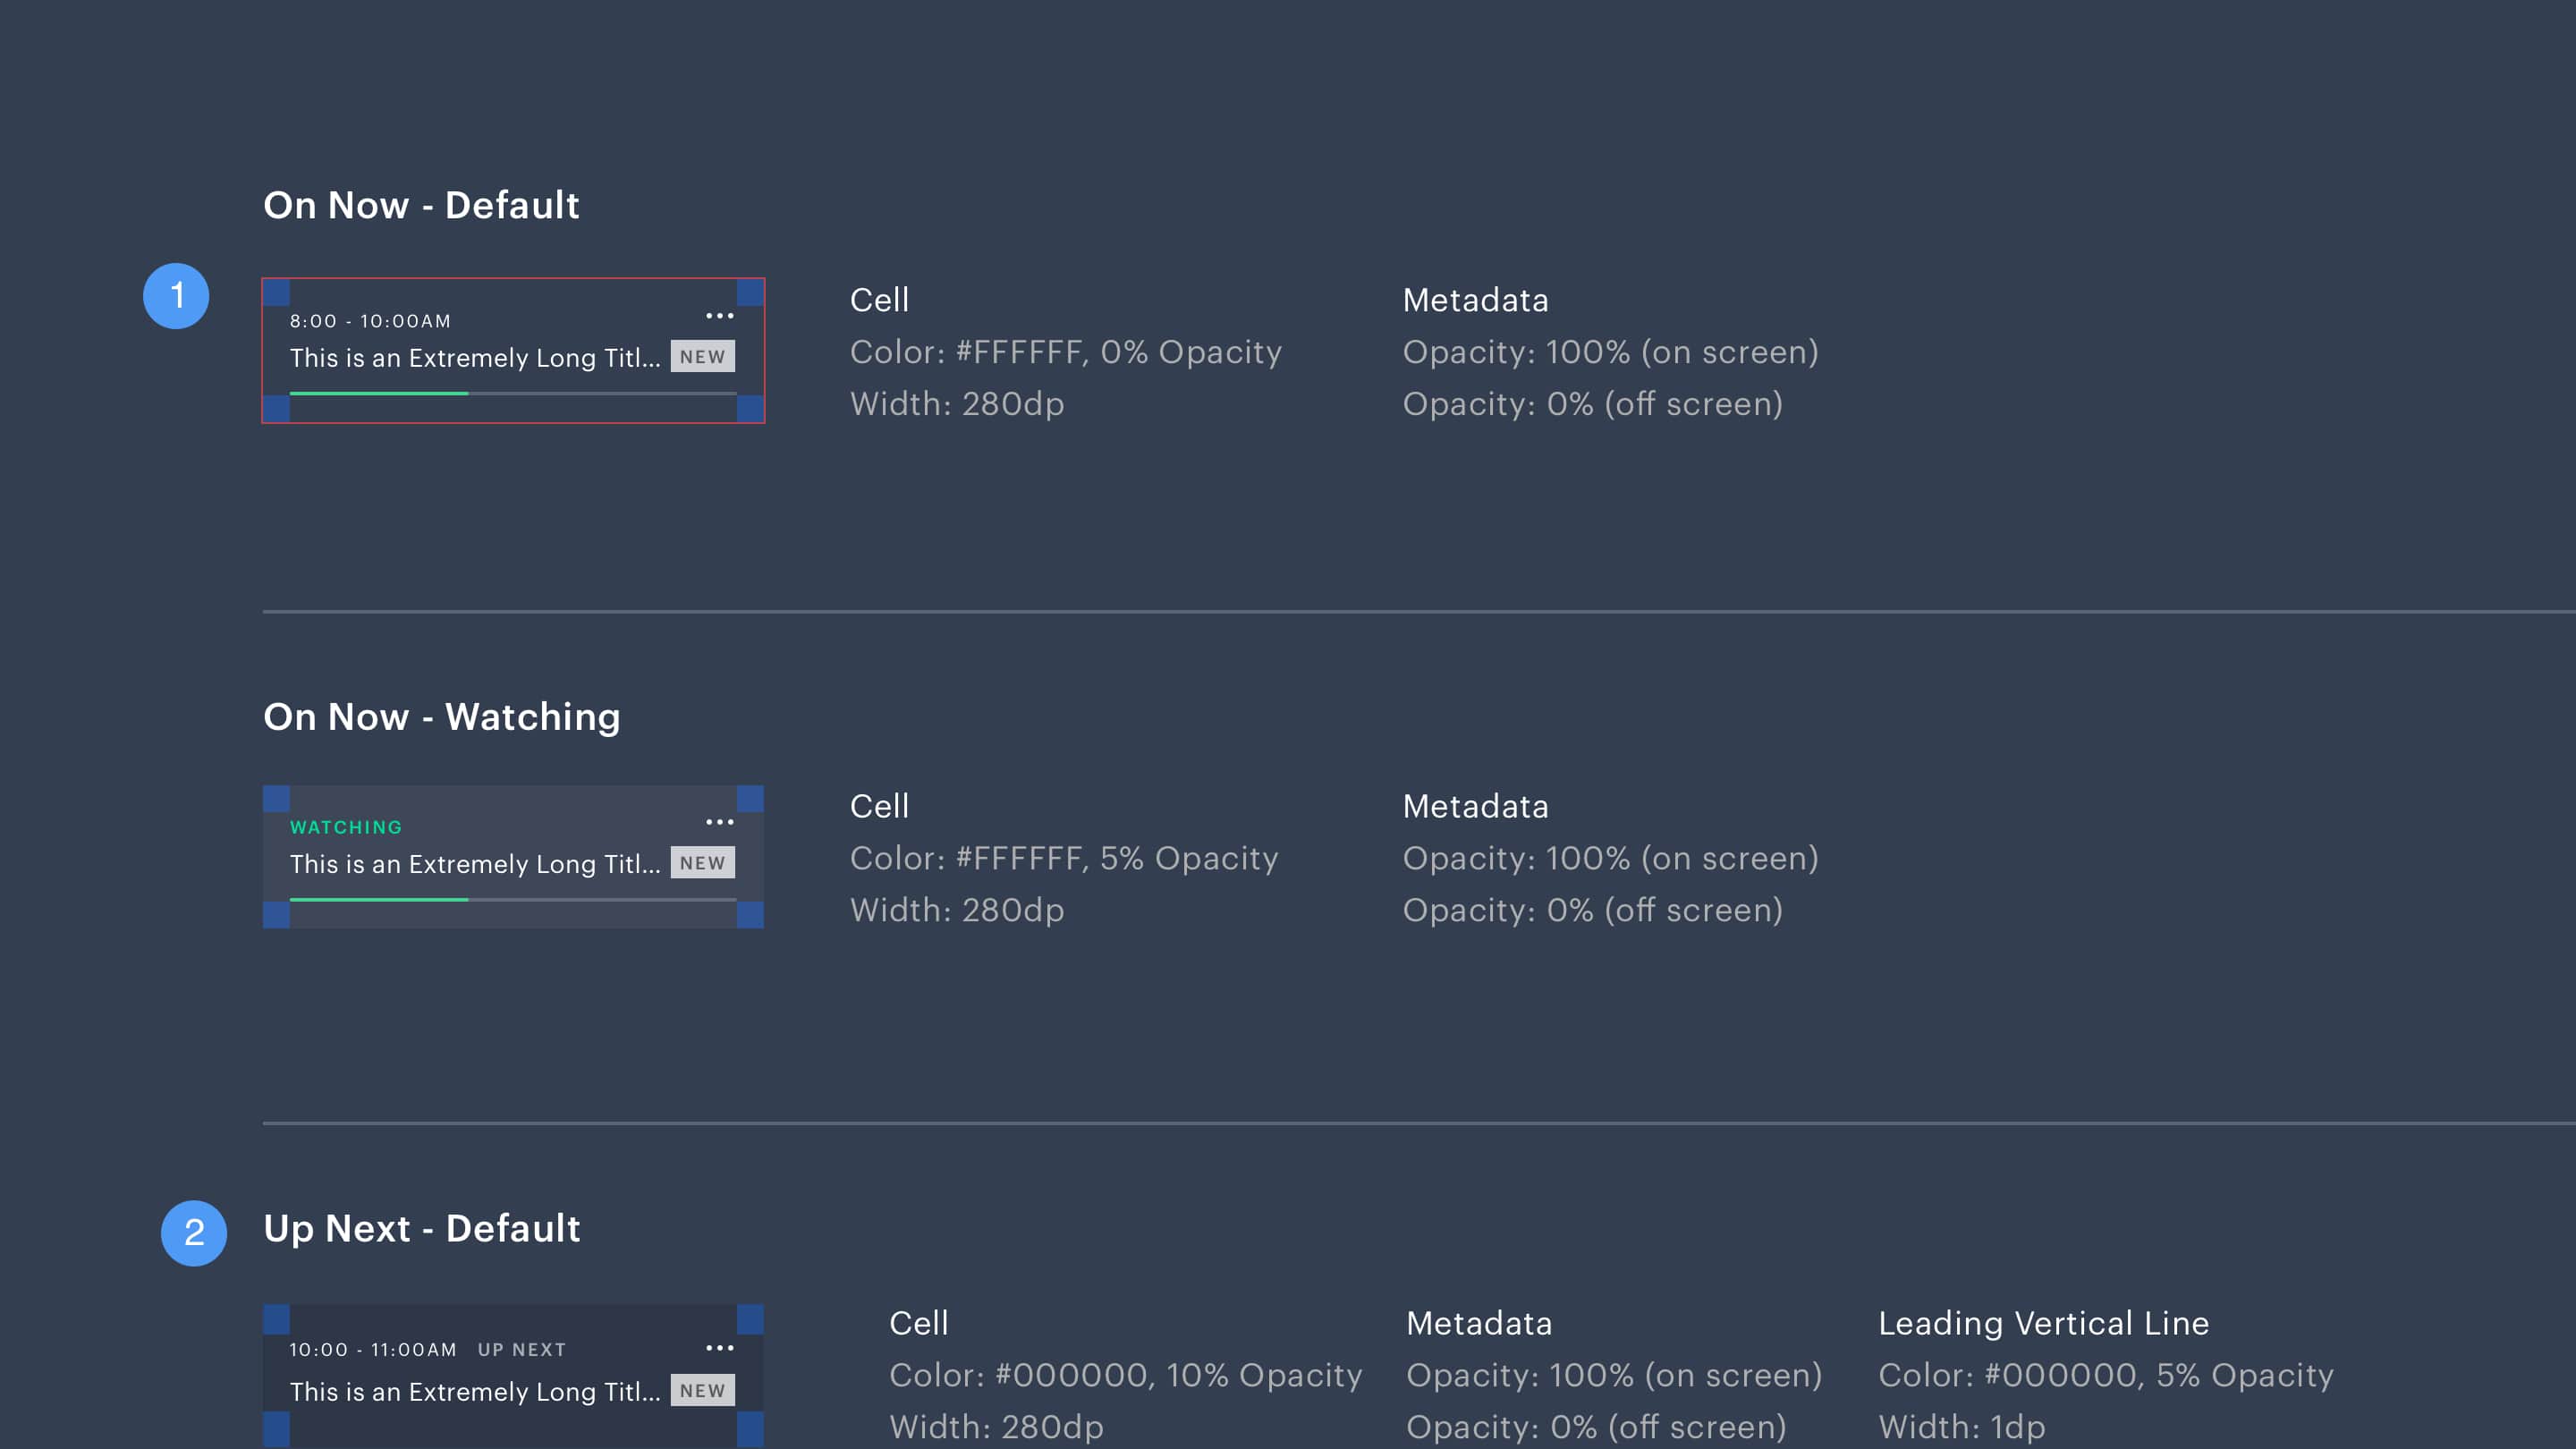 On Now - Default
1
8:00 - 10:00AM
This is an Extremely Long Titl... NEW
Cell
Color: #FFFFFF, 0% Opacity
Width: 280dp
Metadata
Opacity: 100% (on screen)
Opacity: 0% (off screen)
On Now - Watching
WATCHING
This is an Extremely Long Titl... NEW
Cell
Color: #FFFFFF, 5% Opacity
Width: 280dp
Metadata
Opacity: 100% (on screen)
Opacity: 0% (off screen)
2
Up Next - Default
10:00 - 11:00AM UP NEXT
This is an Extremely Long Titl... NEW
Cell
Color: #000000, 10% Opacity
Width: 280dp
Metadata
Opacity: 100% (on screen)
Opacity: 0% (off screen)
Leading Vertical Line
Color: #000000, 5% Opacity
Width: 1dp